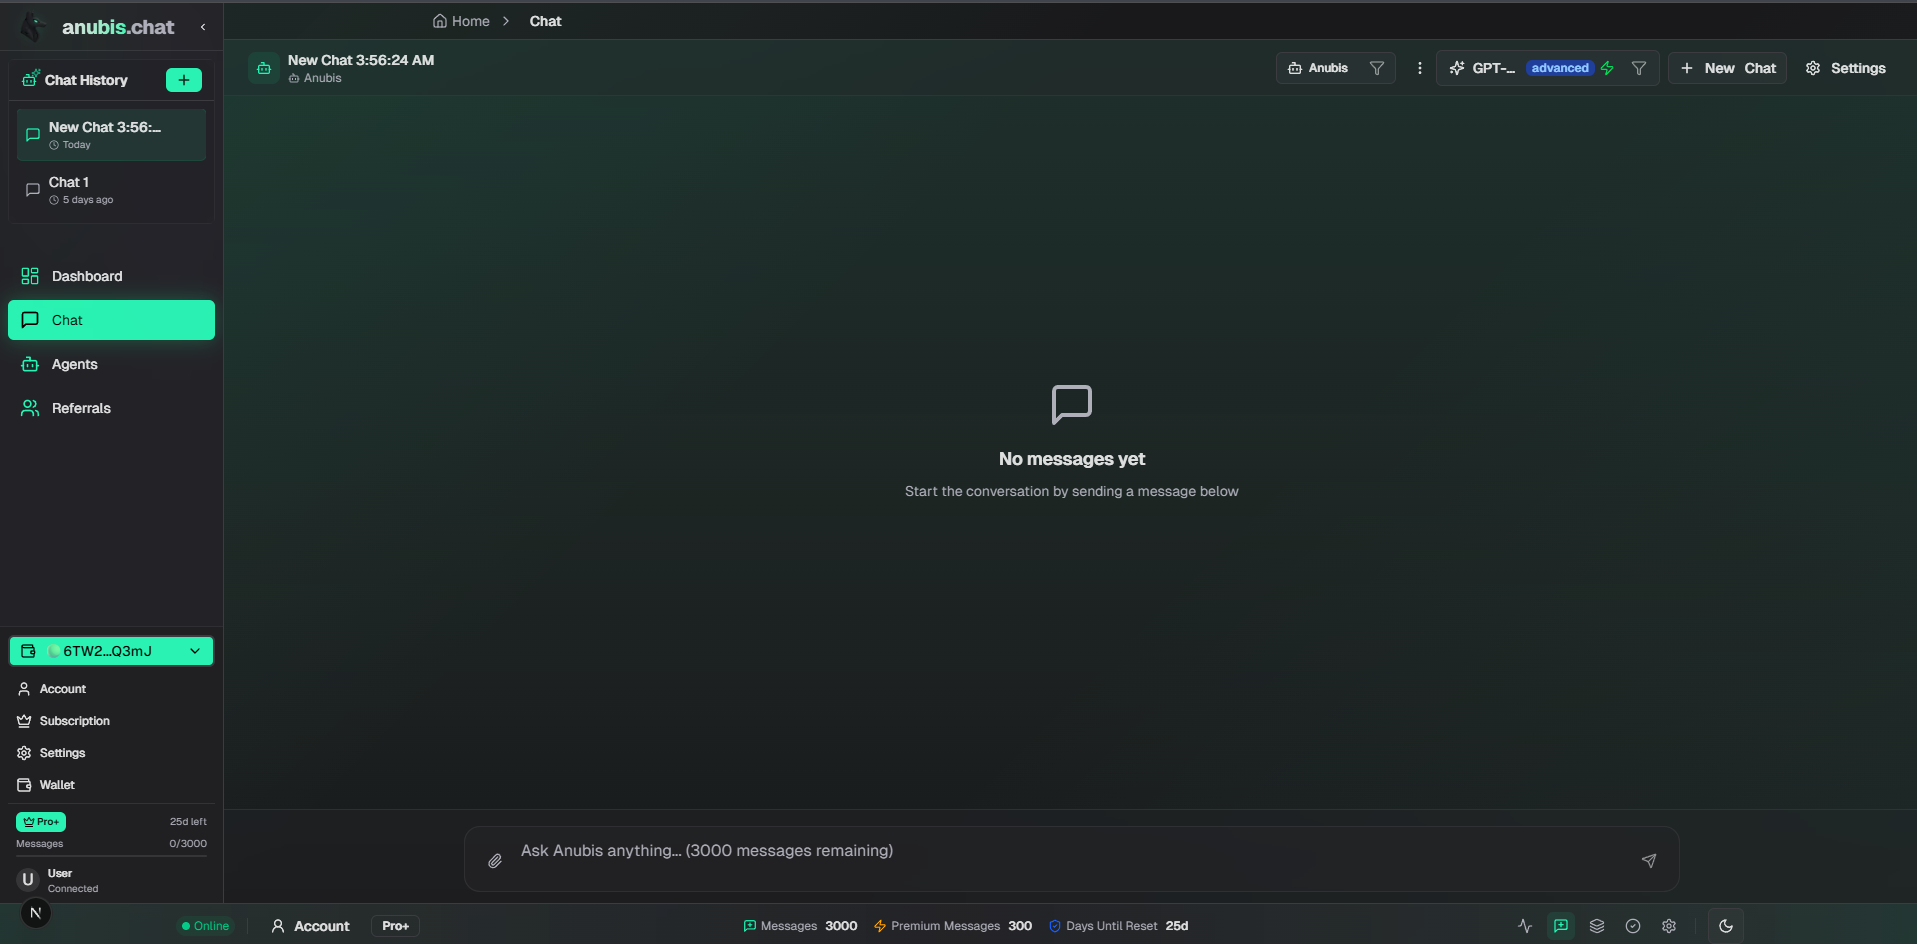 anubis.chat
Home
Chat
Chat History
New Chat 3:56:...
Today
Chat 1
5 days ago
Dashboard
Chat
Agents
Referrals
6TW2...Q3mJ
Account
Subscription
Settings
Wallet
Pro+
25d left
Messages
0/3000
U
User
Connected
N
New Chat 3:56:24 AM
Anubis
Anubis
GPT-...
advanced
New Chat
Settings
No messages yet
Start the conversation by sending a message below
Ask Anubis anything... (3000 messages remaining)
Online
Account
Pro+
Messages 3000
Premium Messages 300
Days Until Reset 25d